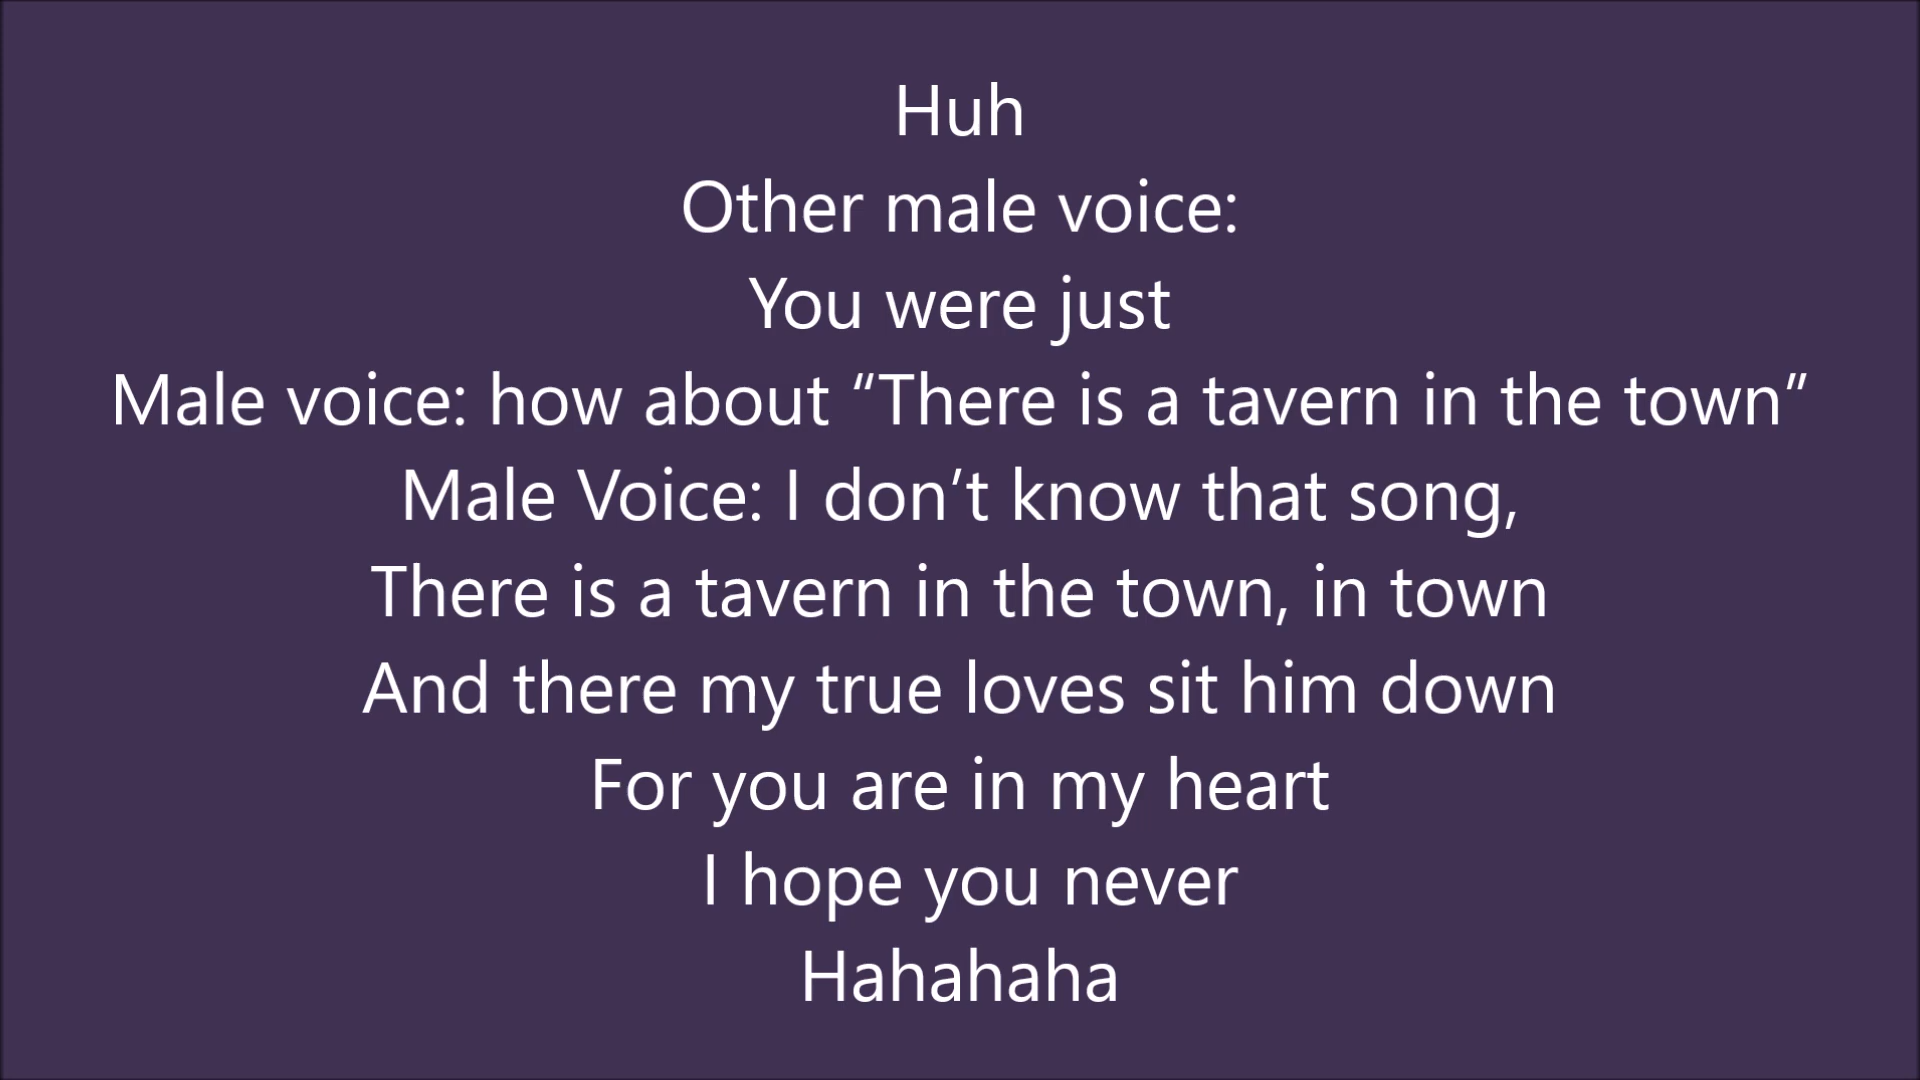 Huh
Other male voice:
You were just
Male voice: how about “There is a tavern in the town”
Male Voice: I don’t know that song,
There is a tavern in the town, in town
And there my true loves sit him down
For you are in my heart
I hope you never
Hahahaha